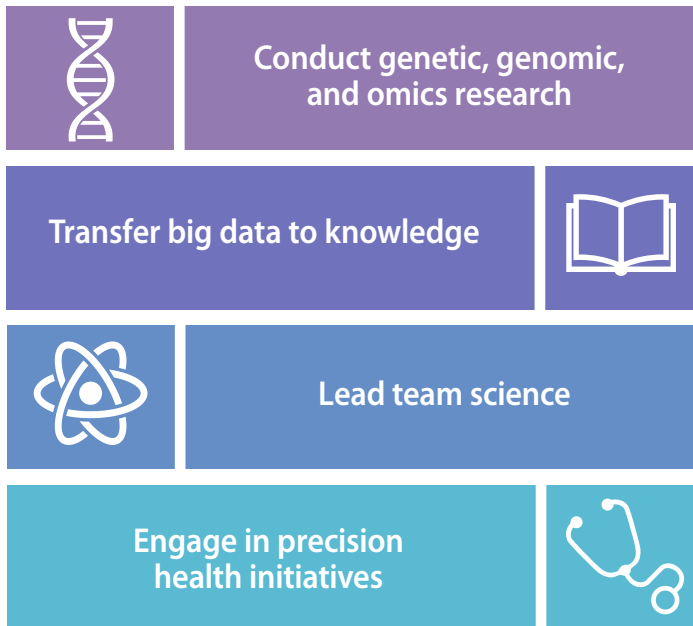 Conduct genetic, genomic,
and omics research
Transfer big data to knowledge
Lead team science
Engage in precision
health initiatives